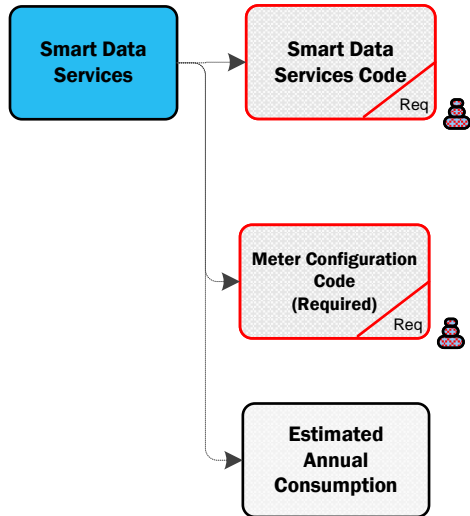 Smart Data
Services
Smart Data
Services Code
Req
Meter Configuration
Code
(Required)
Req
Estimated
Annual
Consumption